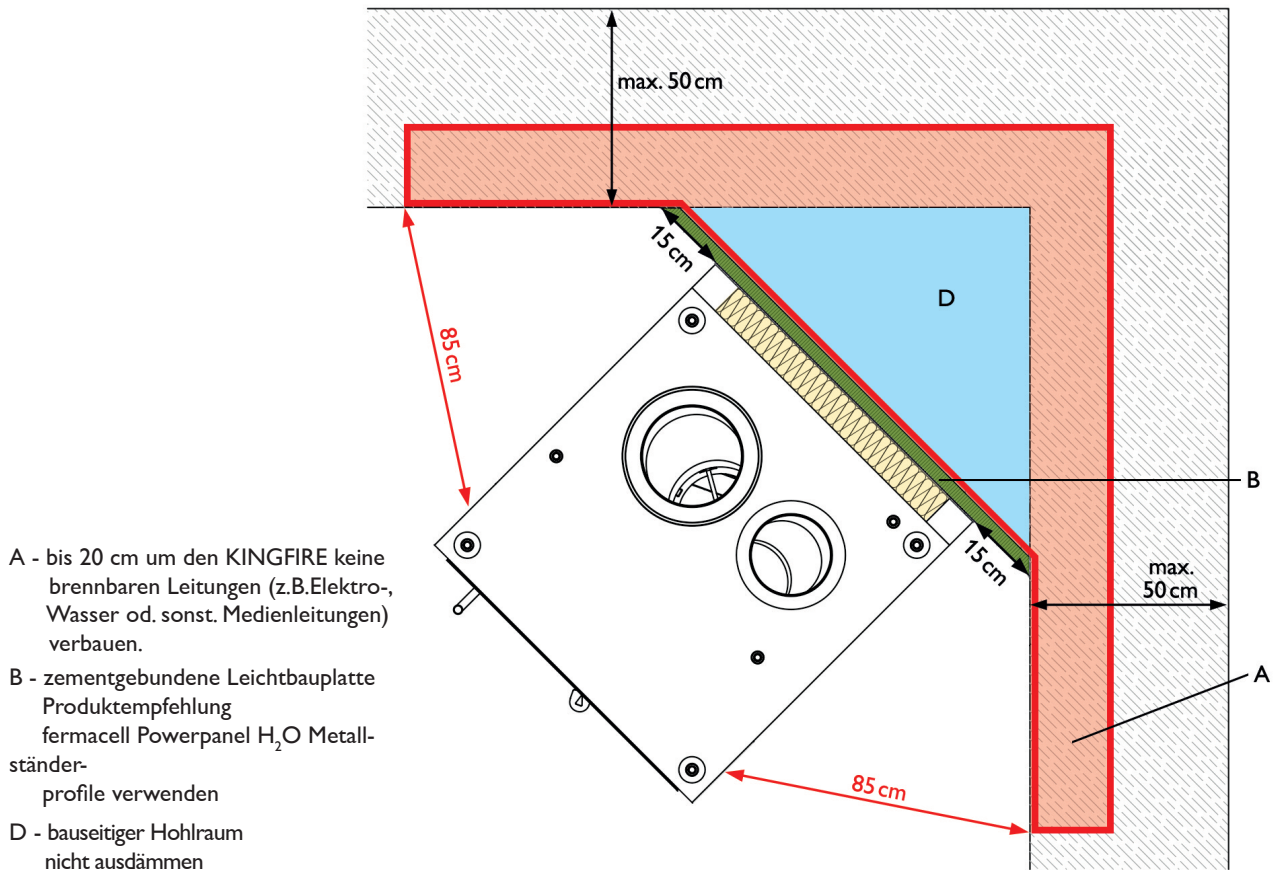 max. 50 cm
15 cm
D
85 cm
B
15 cm
max.
50 cm
A
85 cm
A - bis 20 cm um den KINGFIRE keine
brennbaren Leitungen (z.B.Elektro-,
Wasser od. sonst. Medienleitungen)
verbauen.
B - zementgebundene Leichtbauplatte
Produktempfehlung
fermacell Powerpanel H₂O Metall-
ständer-
profile verwenden
D - bauseitiger Hohlraum
nicht ausdämmen